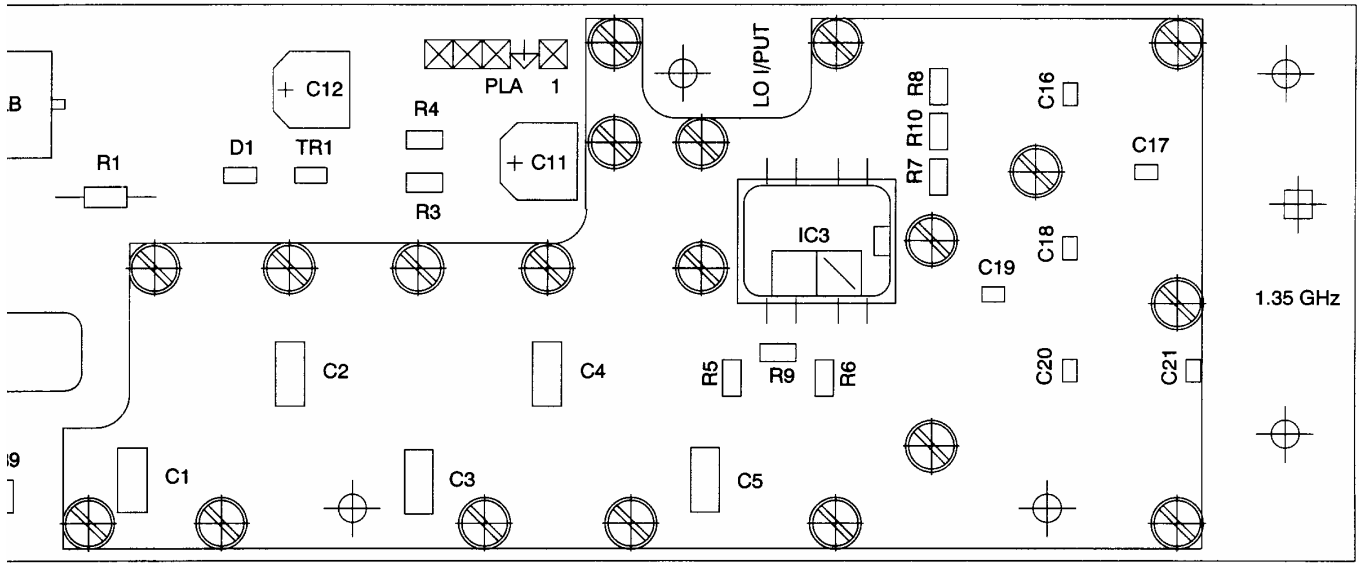 PLA 1
LO I/PUT
C12
R4
R8
C16
R10
C17
D1
TR1
C11
R1
R7
R3
IC3
C18
C19
1.35 GHz
C2
C4
R5
R9
R6
C20
C21
C1
C3
C5